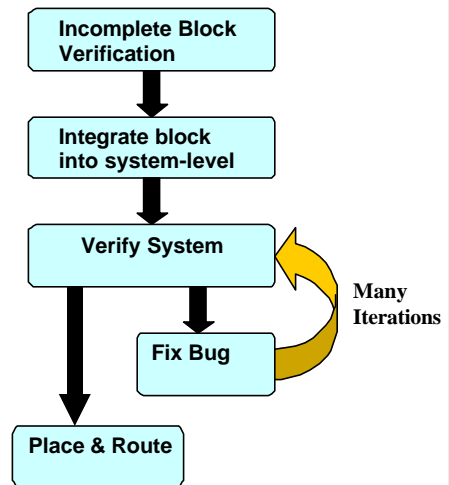 Incomplete Block
Verification
Integrate block
into system-level
Verify System
Many
Iterations
Fix Bug
Place & Route